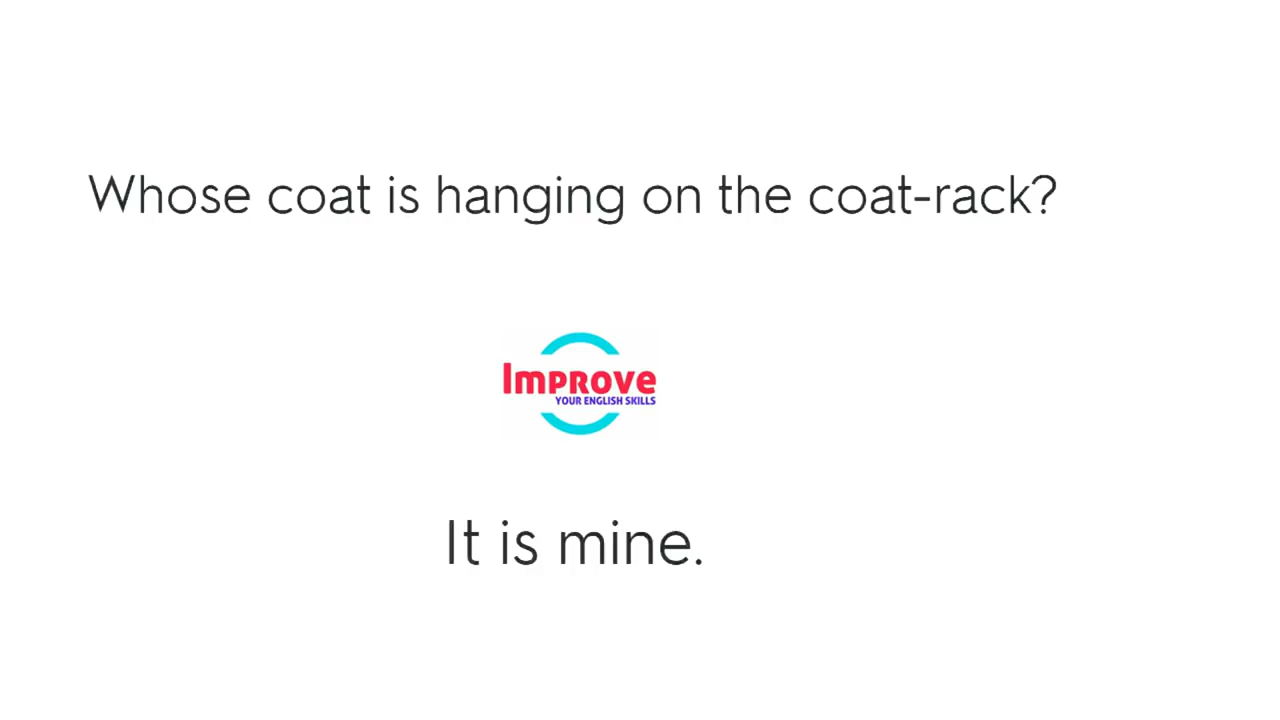 Whose coat is hanging on the coat-rack?
Improve
YOUR ENGLISH SKILLS
It is mine.